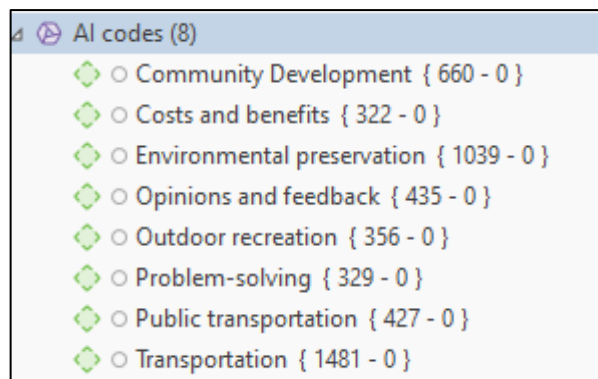 AI codes (8)
Community Development { 660 - 0 }
Costs and benefits { 322 - 0 }
Environmental preservation { 1039 - 0 }
Opinions and feedback { 435 - 0 }
Outdoor recreation { 356 - 0 }
Problem-solving { 329 - 0 }
Public transportation { 427 - 0 }
Transportation { 1481 - 0 }